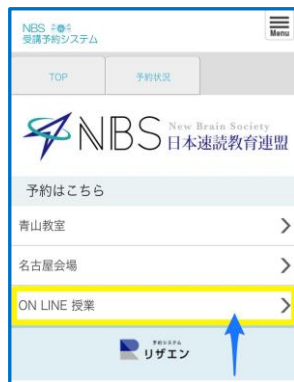 NBS
受講予約システム
Menu
TOP
予約状況
NBS New Brain Society
日本速読教育連盟
予約はこちら
青山教室
名古屋会場
ON LINE 授業
予約システム
リザエン